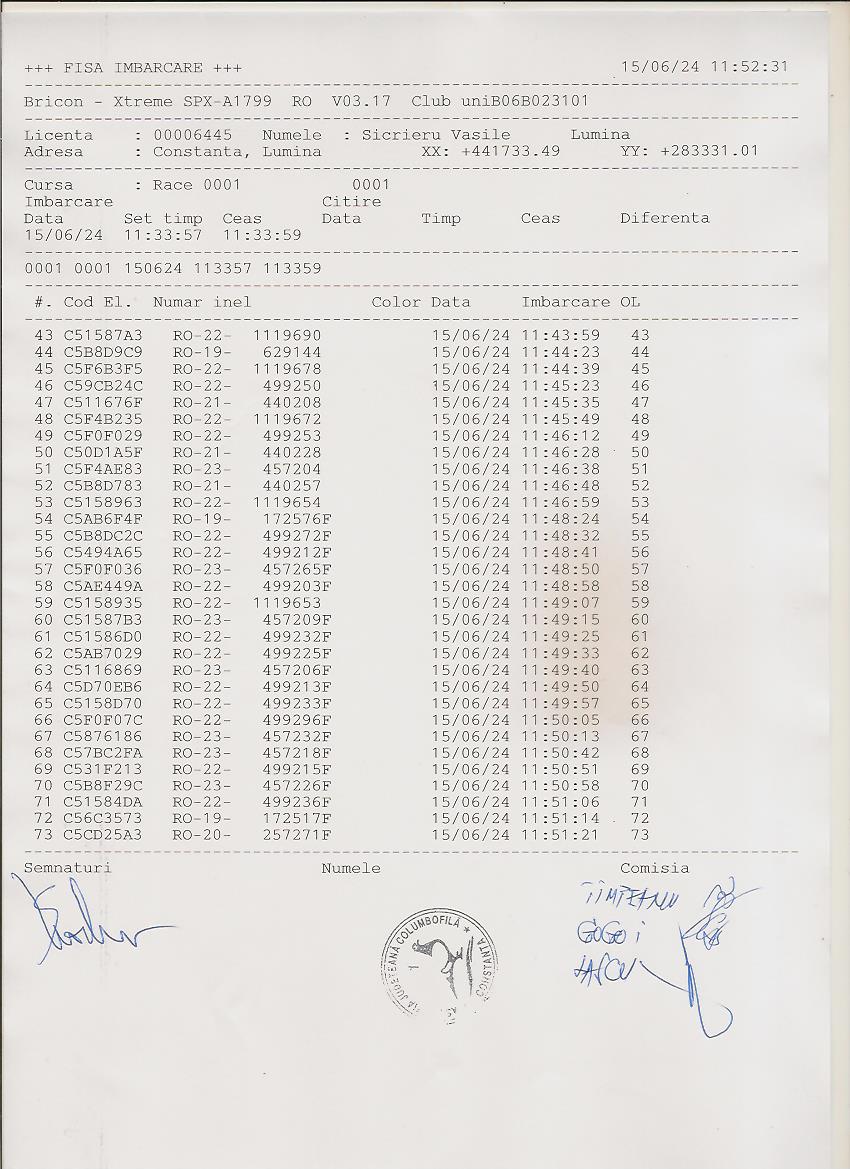 +++ FISA IMBARCARE +++ 15/06/24 11:52:31
Bricon - Xtreme SPX-A1799 RO V03.17 Club uniB06B023101
Licenta : 00006445 Numele : Sicrieru Vasile Lumina
Adresa : Constanta, Lumina XX: +441733.49 YY: +283331.01
Cursa : Race 0001 0001
Imbarcare Citire
Data Set timp Ceas Data Timp Ceas Diferenta
15/06/24 11:33:57 11:33:59
0001 0001 150624 113357 113359
#. Cod El. Numar inel Color Data Imbarcare OL
43 C51587A3 RO-22- 1119690 15/06/24 11:43:59 43
44 C5B8D9C9 RO-19- 629144 15/06/24 11:44:23 44
45 C5F6B3F5 RO-22- 1119678 15/06/24 11:44:39 45
46 C59CB24C RO-22- 499250 15/06/24 11:45:23 46
47 C511676F RO-21- 440208 15/06/24 11:45:35 47
48 C5F4B235 RO-22- 1119672 15/06/24 11:45:49 48
49 C5F0F029 RO-22- 499253 15/06/24 11:46:12 49
50 C50D1A5F RO-21- 440228 15/06/24 11:46:28 50
51 C5F4AE83 RO-23- 457204 15/06/24 11:46:38 51
52 C5B8D783 RO-21- 440257 15/06/24 11:46:48 52
53 C5158963 RO-22- 1119654 15/06/24 11:46:59 53
54 C5AB6F4F RO-19- 172576F 15/06/24 11:48:24 54
55 C5B8DC2C RO-22- 499272F 15/06/24 11:48:32 55
56 C5494A65 RO-22- 499212F 15/06/24 11:48:41 56
57 C5F0F036 RO-23- 457265F 15/06/24 11:48:50 57
58 C5AE449A RO-22- 499203F 15/06/24 11:48:58 58
59 C5158935 RO-22- 1119653 15/06/24 11:49:07 59
60 C51587B3 RO-23- 457209F 15/06/24 11:49:15 60
61 C51586D0 RO-22- 499232F 15/06/24 11:49:25 61
62 C5AB7029 RO-22- 499225F 15/06/24 11:49:33 62
63 C5116869 RO-23- 457206F 15/06/24 11:49:40 63
64 C5D70EB6 RO-22- 499213F 15/06/24 11:49:50 64
65 C5158D70 RO-22- 499233F 15/06/24 11:49:57 65
66 C5F0F07C RO-22- 499296F 15/06/24 11:50:05 66
67 C5876186 RO-23- 457232F 15/06/24 11:50:13 67
68 C57BC2FA RO-23- 457218F 15/06/24 11:50:42 68
69 C531F213 RO-22- 499215F 15/06/24 11:50:51 69
70 C5B8F29C RO-23- 457226F 15/06/24 11:50:58 70
71 C51584DA RO-22- 499236F 15/06/24 11:51:06 71
72 C56C3573 RO-19- 172517F 15/06/24 11:51:14 72
73 C5CD25A3 RO-20- 257271F 15/06/24 11:51:21 73
Semnaturi Numele Comisia
JUDEȚEANĂ COLUMBOFILĂ * CONSTANȚA